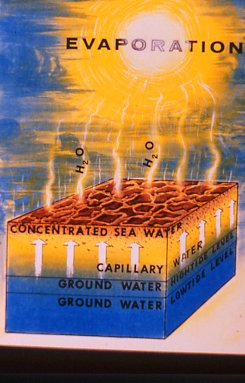 EVAPORATION
H₂O
H₂O
CONCENTRATED SEA WATER
CAPILLARY WATER
GROUND WATER HIGHTIDE LEVEL
GROUND WATER LOWTIDE LEVEL